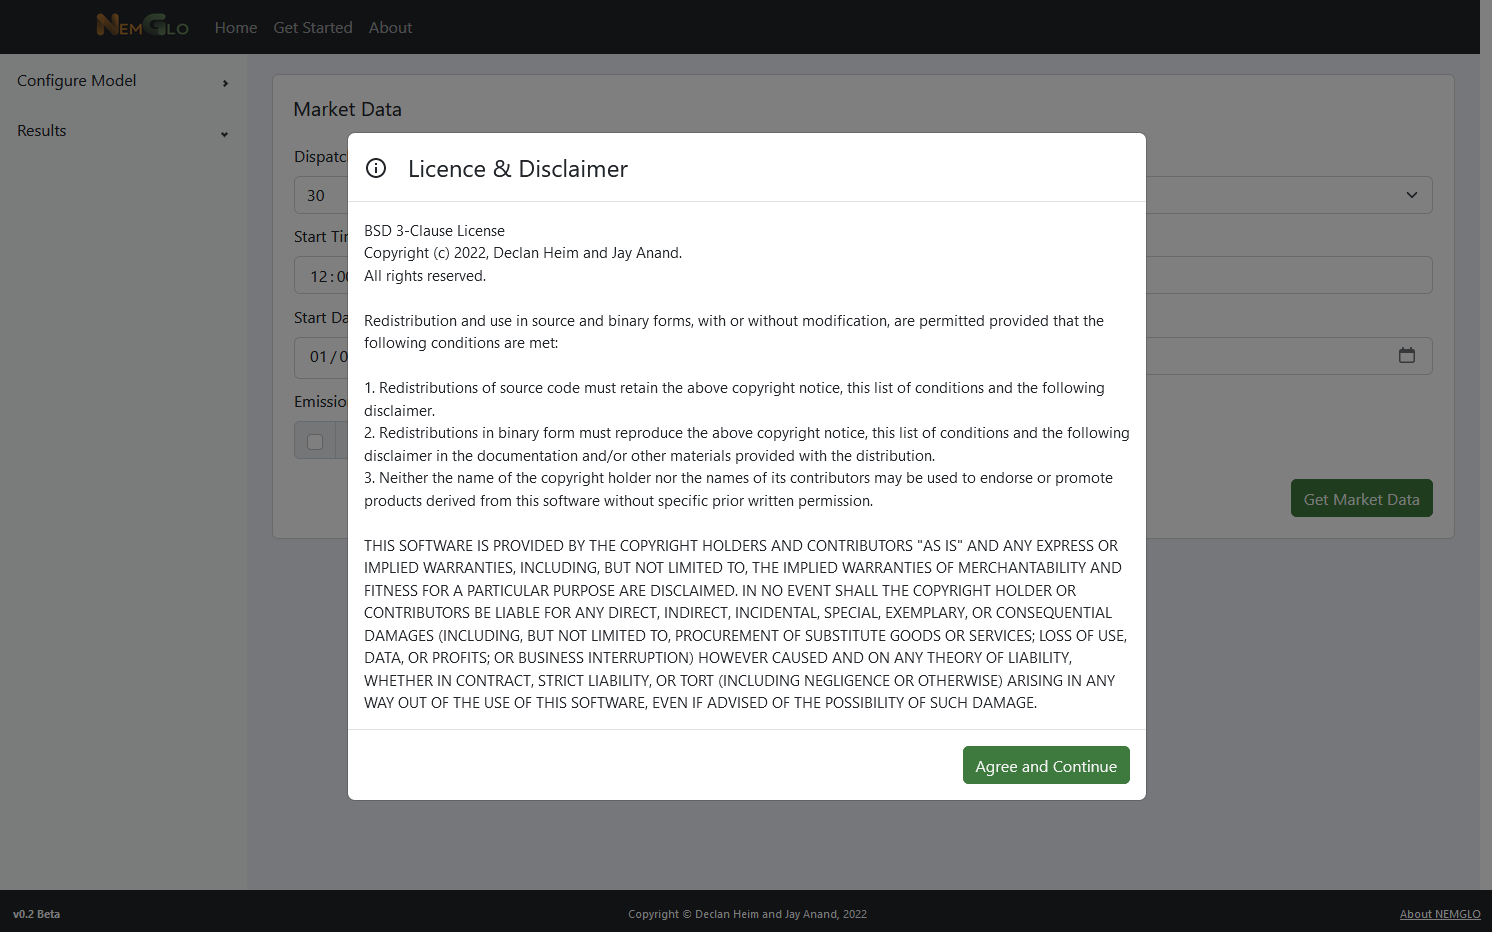 NEMGLO Home Get Started About
Configure Model
Results
Market Data
Dispatc
30
Start Ti
12:0
Start Da
01/0
Emissio
Get Market Data
Licence & Disclaimer
BSD 3-Clause License
Copyright (c) 2022, Declan Heim and Jay Anand.
All rights reserved.
Redistribution and use in source and binary forms, with or without modification, are permitted provided that the
following conditions are met:
1. Redistributions of source code must retain the above copyright notice, this list of conditions and the following
disclaimer.
2. Redistributions in binary form must reproduce the above copyright notice, this list of conditions and the following
disclaimer in the documentation and/or other materials provided with the distribution.
3. Neither the name of the copyright holder nor the names of its contributors may be used to endorse or promote
products derived from this software without specific prior written permission.
THIS SOFTWARE IS PROVIDED BY THE COPYRIGHT HOLDERS AND CONTRIBUTORS "AS IS" AND ANY EXPRESS OR
IMPLIED WARRANTIES, INCLUDING, BUT NOT LIMITED TO, THE IMPLIED WARRANTIES OF MERCHANTABILITY AND
FITNESS FOR A PARTICULAR PURPOSE ARE DISCLAIMED. IN NO EVENT SHALL THE COPYRIGHT HOLDER OR
CONTRIBUTORS BE LIABLE FOR ANY DIRECT, INDIRECT, INCIDENTAL, SPECIAL, EXEMPLARY, OR CONSEQUENTIAL
DAMAGES (INCLUDING, BUT NOT LIMITED TO, PROCUREMENT OF SUBSTITUTE GOODS OR SERVICES; LOSS OF USE,
DATA, OR PROFITS; OR BUSINESS INTERRUPTION) HOWEVER CAUSED AND ON ANY THEORY OF LIABILITY,
WHETHER IN CONTRACT, STRICT LIABILITY, OR TORT (INCLUDING NEGLIGENCE OR OTHERWISE) ARISING IN ANY
WAY OUT OF THE USE OF THIS SOFTWARE, EVEN IF ADVISED OF THE POSSIBILITY OF SUCH DAMAGE.
Agree and Continue
v0.2 Beta
Copyright © Declan Heim and Jay Anand, 2022
About NEMGLO